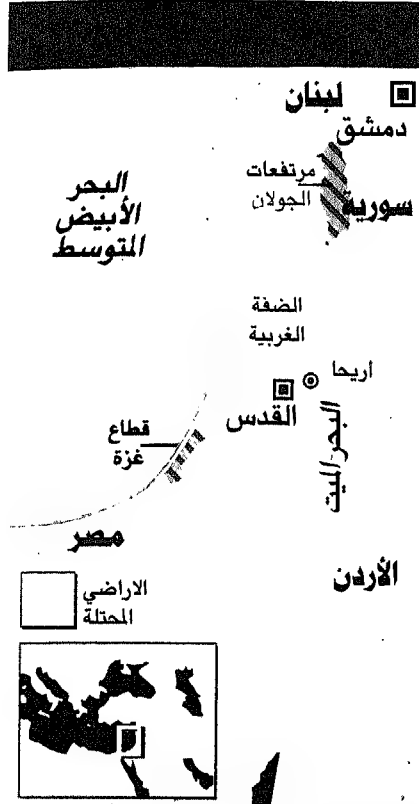 لبنان
دمشق
مرتفعات
الجولان
سورية
البحر
الأبيض
المتوسط
الضفة
الغربية
اريحا
القدس
البحر الميت
قطاع
غزة
مصر
الأردن
الاراضي
المحتلة